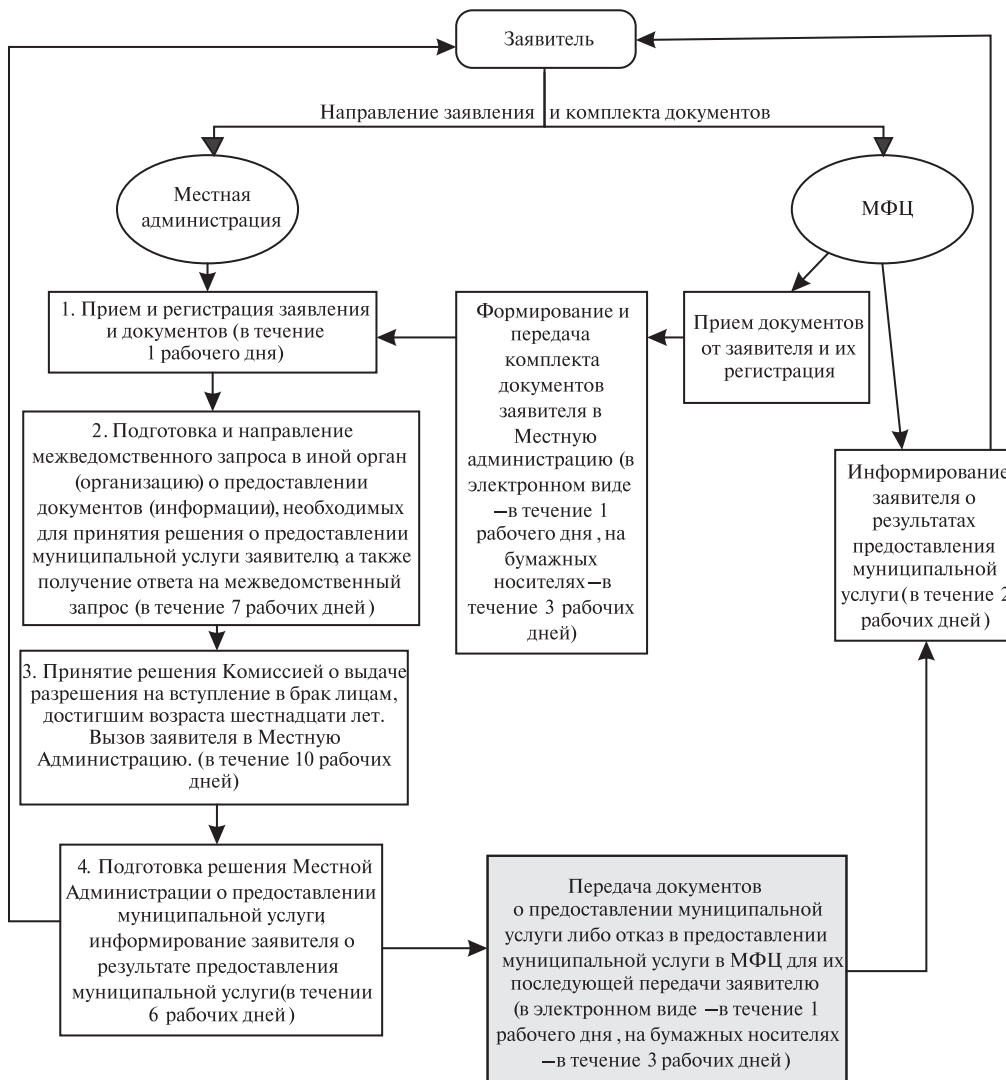 Заявитель
Направление заявления и комплекта документов
Местная
администрация
МФЦ
1. Прием и регистрация заявления
и документов (в течение
1 рабочего дня)
Формирование и
передача
комплекта
документов
заявителя в
Местную
администрацию (в
электронном виде
–в течение 1
рабочего дня , на
бумажных
носителях–в
течение 3 рабочих
дней)
Прием документов
от заявителя и их
регистрация
2. Подготовка и направление
межведомственного запроса в иной орган
(организацию) о предоставлении
документов (информации), необходимых
для принятия решения о предоставлении
муниципальной услуги заявителю, а также
получение ответа на межведомственный
запрос (в течение 7 рабочих дней )
Информирование
заявителя о
результатах
предоставления
муниципальной
услуги (в течение 2
рабочих дней )
3. Принятие решения Комиссией о выдаче
разрешения на вступление в брак лицам,
достигшим возраста шестнадцати лет.
Вызов заявителя в Местную
Администрацию. (в течение 10 рабочих
дней)
4. Подготовка решения Местной
Администрации о предоставлении
муниципальной услуги,
информирование заявителя о
результате предоставления
муниципальной услуги(в течении
6 рабочих дней )
Передача документов
о предоставлении муниципальной
услуги либо отказ в предоставлении
муниципальной услуги в МФЦ для их
последующей передачи заявителю
(в электронном виде –в течение 1
рабочего дня , на бумажных носителях
–в течение 3 рабочих дней )